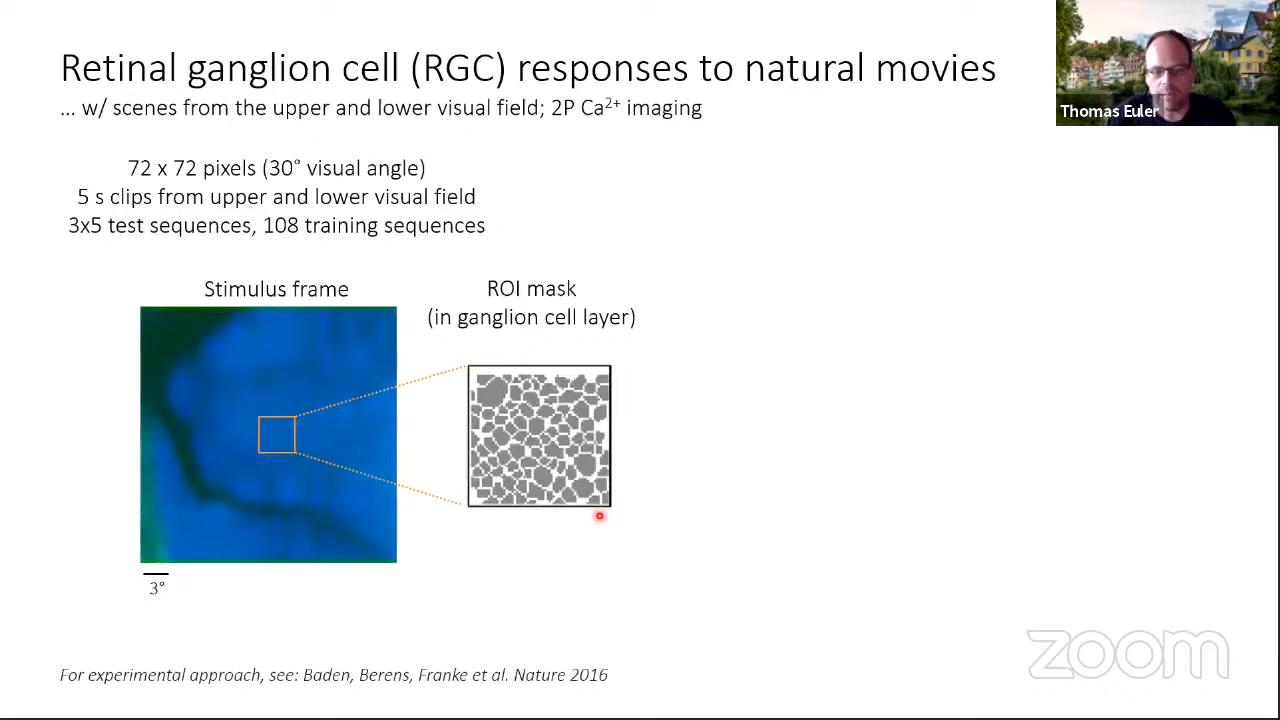 Retinal ganglion cell (RGC) responses to natural movies
... w/ scenes from the upper and lower visual field; 2P Ca²⁺ imaging
Thomas Euler
72 x 72 pixels (30° visual angle)
5 s clips from upper and lower visual field
3x5 test sequences, 108 training sequences
Stimulus frame
ROI mask
(in ganglion cell layer)
3°
For experimental approach, see: Baden, Berens, Franke et al. Nature 2016
zoom